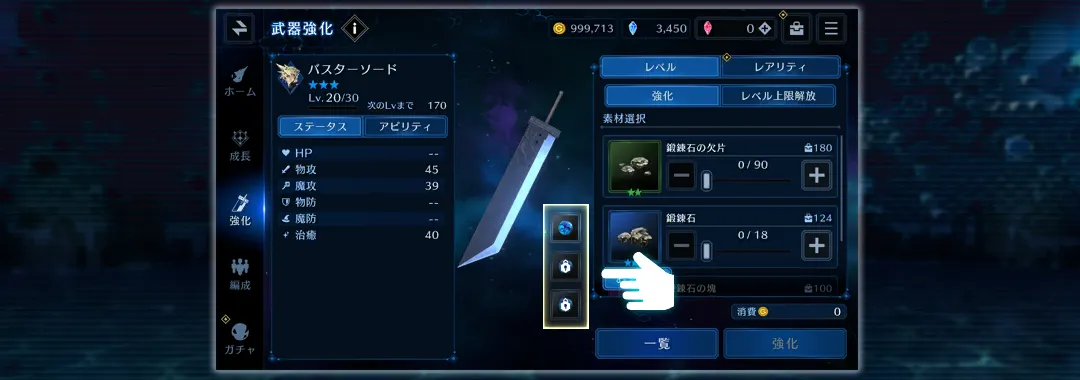 武器強化
i
999,713
3,450
0
ホーム
成長
強化
編成
ガチャ
バスターソード
Lv.20/30
次のLvまで 170
ステータス
アビリティ
HP --
物攻 45
魔攻 39
物防 --
魔防 --
治癒 40
レベル
レアリティ
強化
レベル上限解放
素材選択
鍛錬石の欠片 180
0/90
鍛錬石 124
0/18
錬石の塊 100
消費 0
一覧
強化